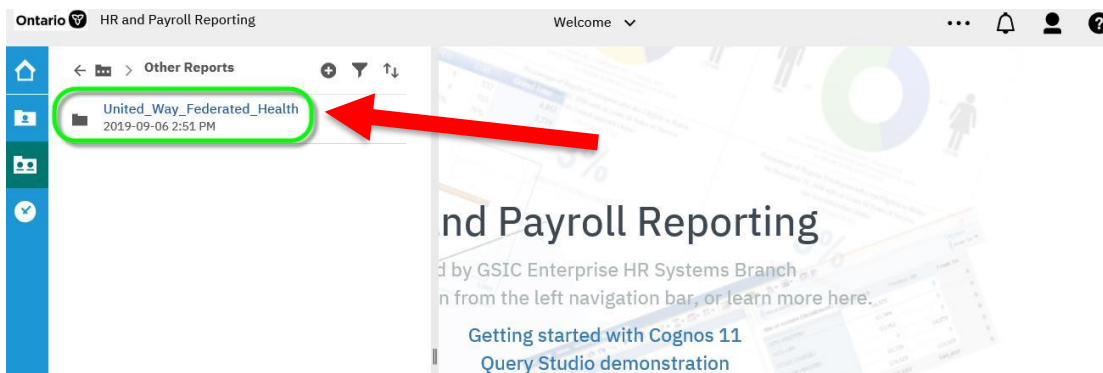 Ontario HR and Payroll Reporting
Welcome
Other Reports
United_Way_Federated_Health
2019-09-06 2:51 PM
nd Payroll Reporting
d by GSIC Enterprise HR Systems Branch
n from the left navigation bar, or learn more here.
Getting started with Cognos 11
Query Studio demonstration